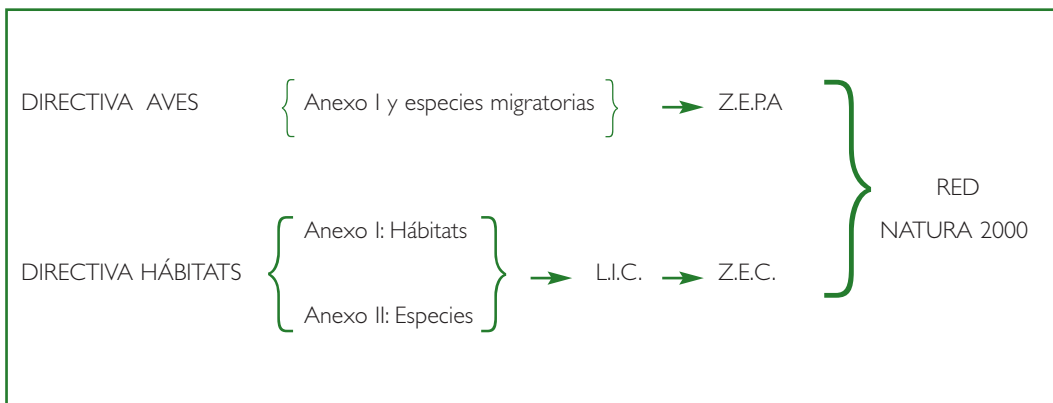 DIRECTIVA AVES
Anexo I y especies migratorias
Z.E.P.A
DIRECTIVA HÁBITATS
Anexo I: Hábitats
Anexo II: Especies
L.I.C.
Z.E.C.
RED
NATURA 2000